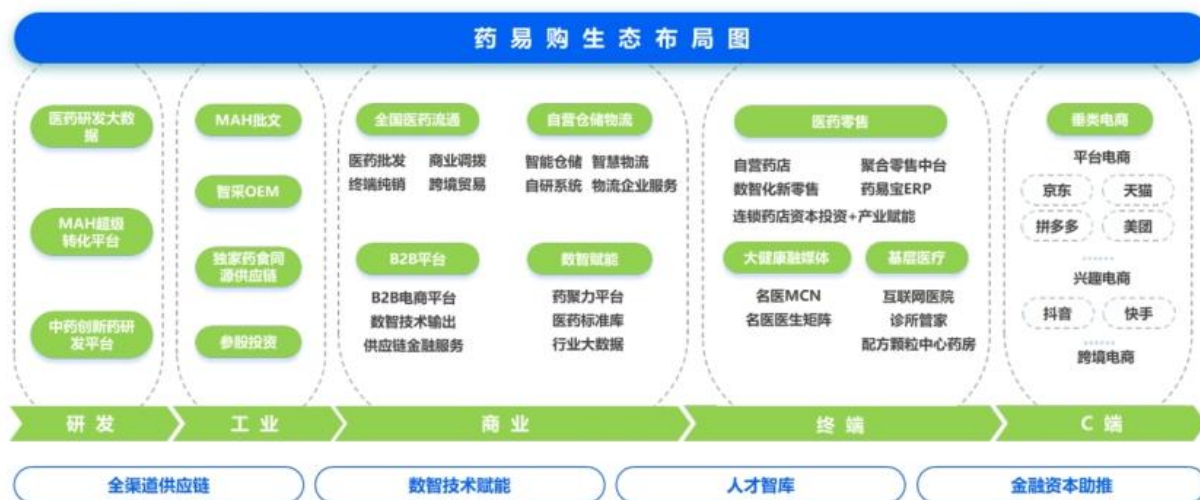 药易购生态布局图
医药研发大数
据
MAH超级
转化平台
中药创新药研
发平台
MAH批文
智采OEM
独家药食同
源供应链
参股投资
全国医药流通
医药批发 商业调拨
终端纯销 跨境贸易
自营仓储物流
智能仓储 智慧物流
自研系统 物流企业服务
B2B平台
B2B电商平台
数智技术输出
供应链金融服务
数智赋能
药聚力平台
医药标准库
行业大数据
医药零售
自营药店 聚合零售中台
数智化新零售 药易宝ERP
连锁药店资本投资+产业赋能
大健康融媒体
名医MCN
名医医生矩阵
基层医疗
互联网医院
诊所管家
配方颗粒中心药房
垂类电商
平台电商
京东 天猫
拼多多 美团
兴趣电商
抖音 快手
跨境电商
研发 工业 商业 终端 C端
全渠道供应链 数智技术赋能 人才智库 金融资本助推